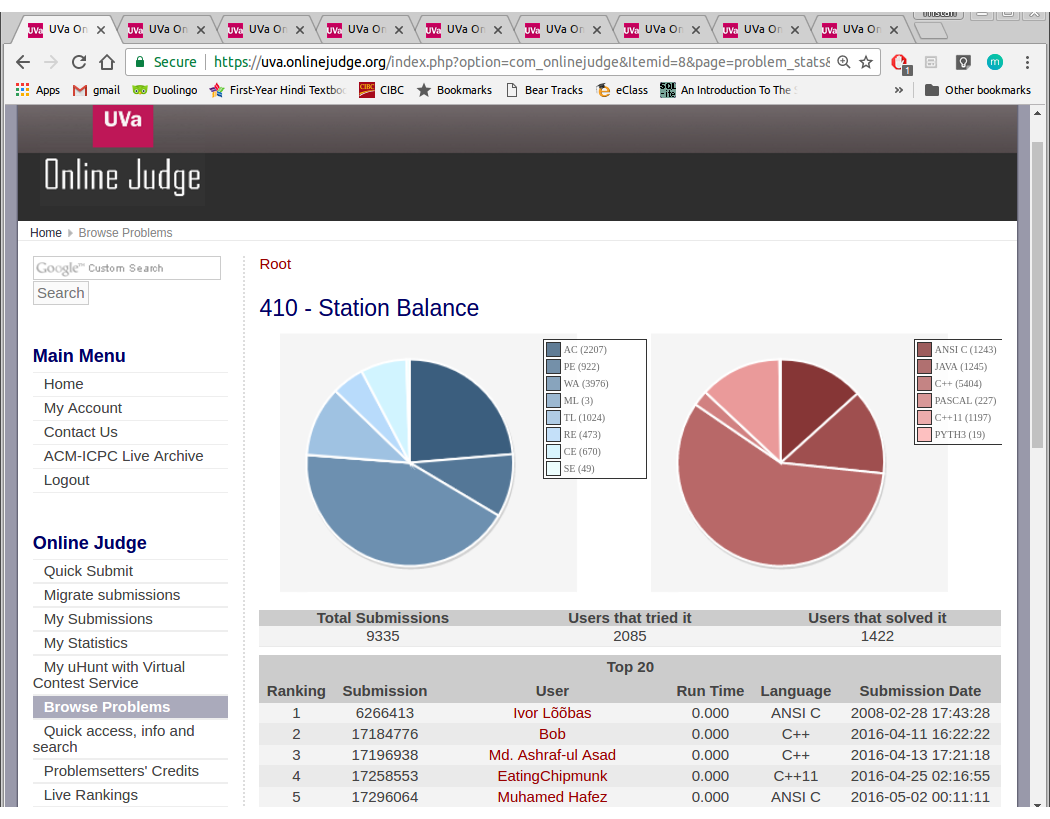 UVa On UVa On UVa On UVa On UVa On UVa On UVa On UVa On UVa On
Secure https://uva.onlinejudge.org/index.php?option=com_onlinejudge&Itemid=8&page=problem_stats&
Apps gmail Duolingo First-Year Hindi Textboo CIBC Bookmarks Bear Tracks eClass An Introduction To The » Other bookmarks
UVa
Online Judge
Home Browse Problems
Google™ Custom Search
Search
Main Menu
Home
My Account
Contact Us
ACM-ICPC Live Archive
Logout
Online Judge
Quick Submit
Migrate submissions
My Submissions
My Statistics
My uHunt with Virtual
Contest Service
Browse Problems
Quick access, info and
search
Problemsetters' Credits
Live Rankings
Root
410 - Station Balance
AC (2207)
PE (922)
WA (3976)
ML (3)
TL (1024)
RE (473)
CE (670)
SE (49)
ANSI C (1243)
JAVA (1245)
C++ (5404)
PASCAL (227)
C++11 (1197)
PYTH3 (19)
Total Submissions Users that tried it Users that solved it
9335 2085 1422
Top 20
Ranking Submission User Run Time Language Submission Date
1 6266413 Ivor Lõõbas 0.000 ANSI C 2008-02-28 17:43:28
2 17184776 Bob 0.000 C++ 2016-04-11 16:22:22
3 17196938 Md. Ashraf-ul Asad 0.000 C++ 2016-04-13 17:21:18
4 17258553 EatingChipmunk 0.000 C++11 2016-04-25 02:16:55
5 17296064 Muhamed Hafez 0.000 ANSI C 2016-05-02 00:11:11